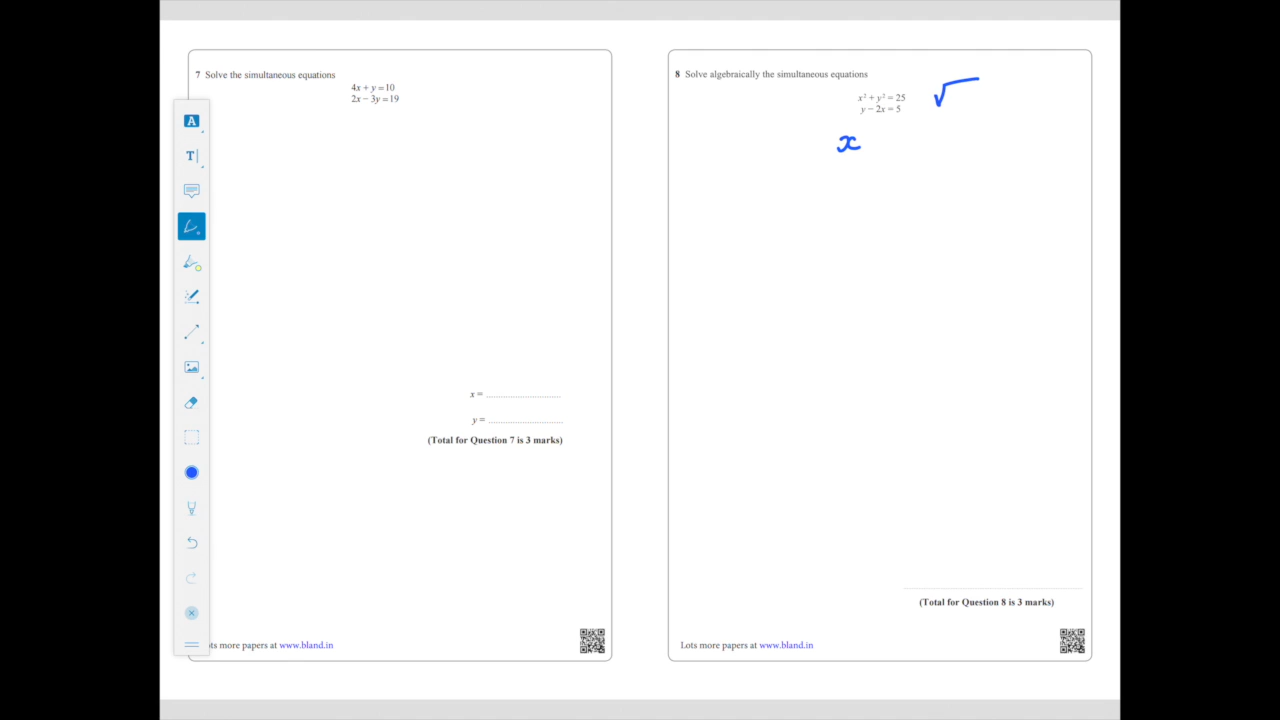 7 Solve the simultaneous equations
4x + y = 10
2x − 3y = 19
x = ..............................
y = ..............................
(Total for Question 7 is 3 marks)
ots more papers at www.bland.in
8 Solve algebraically the simultaneous equations
x² + y² = 25
y − 2x = 5
√
x
(Total for Question 8 is 3 marks)
Lots more papers at www.bland.in
A
T